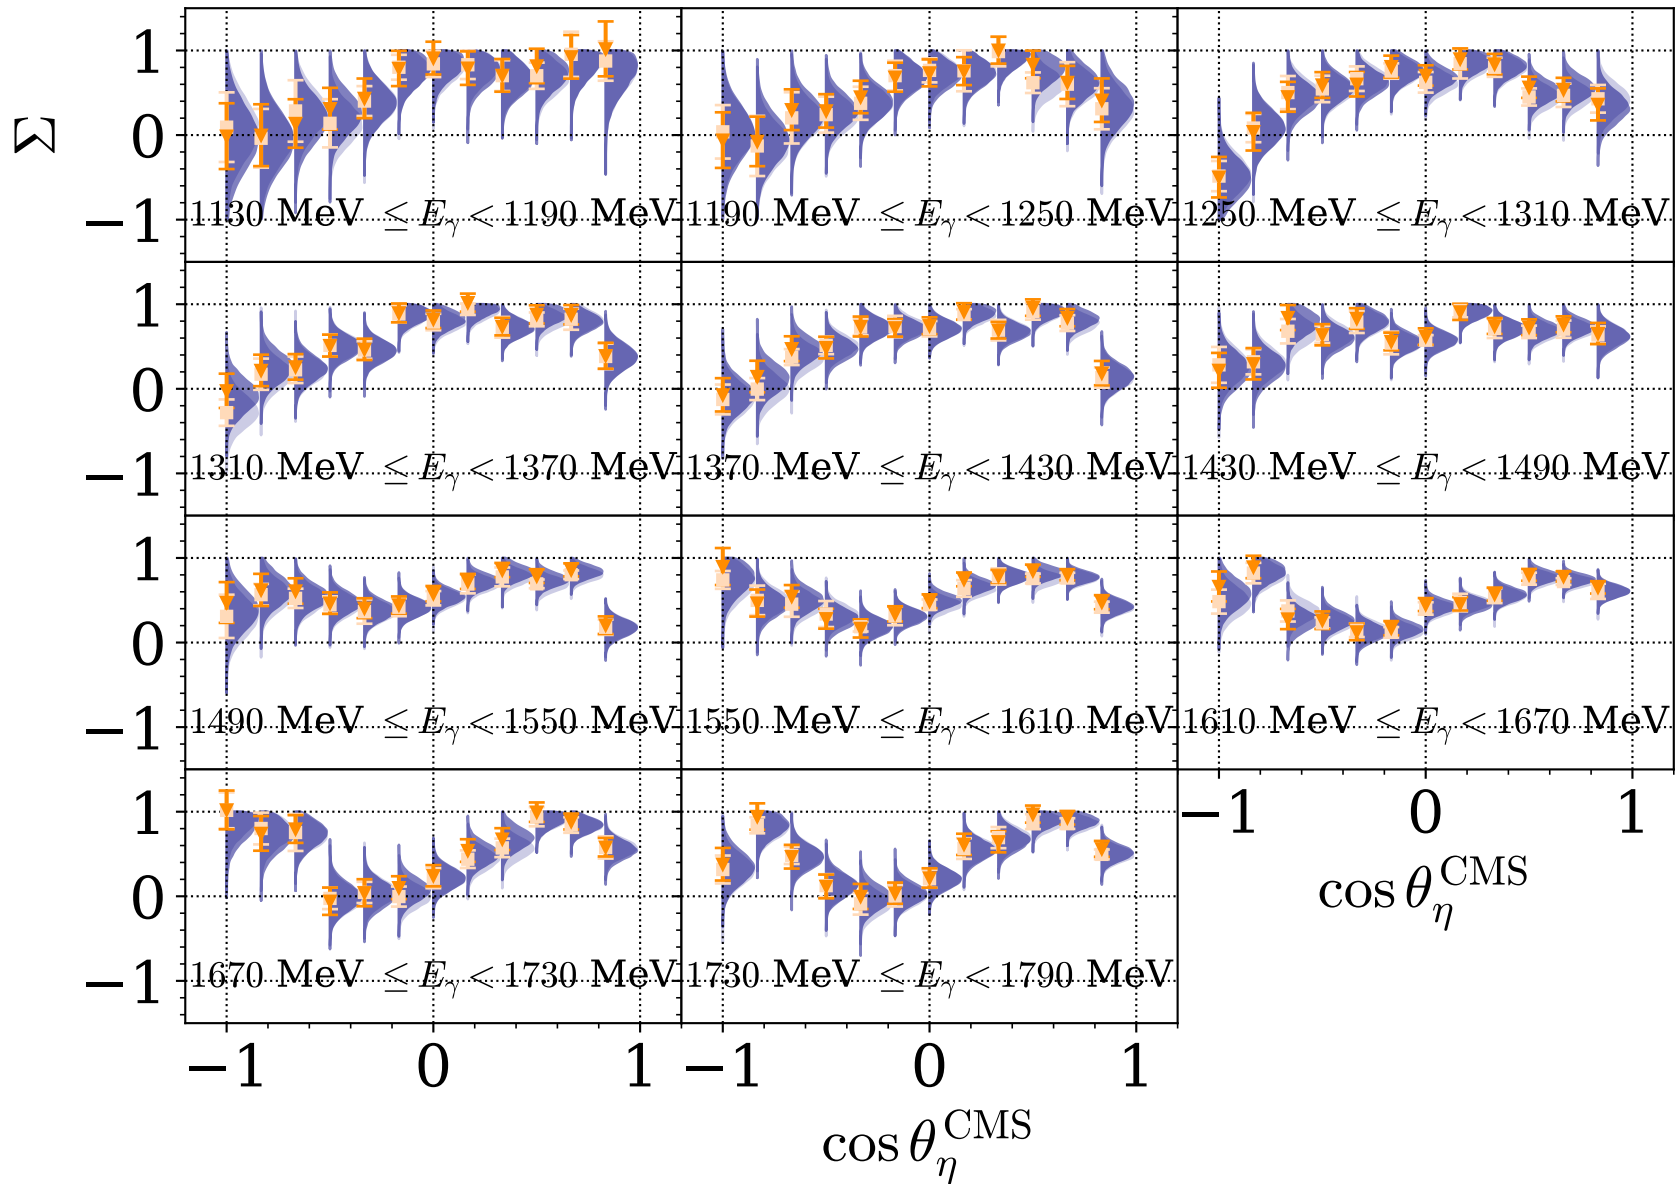 Σ
1
0
−1
1130 MeV ≤ E_γ < 1190 MeV
1190 MeV ≤ E_γ < 1250 MeV
1250 MeV ≤ E_γ < 1310 MeV
1
0
−1
1310 MeV ≤ E_γ < 1370 MeV
1370 MeV ≤ E_γ < 1430 MeV
1430 MeV ≤ E_γ < 1490 MeV
1
0
−1
1490 MeV ≤ E_γ < 1550 MeV
1550 MeV ≤ E_γ < 1610 MeV
1610 MeV ≤ E_γ < 1670 MeV
1
0
−1
1670 MeV ≤ E_γ < 1730 MeV
1730 MeV ≤ E_γ < 1790 MeV
−1 0 1
cos θ_η^CMS
−1 0 1
−1 0 1
cos θ_η^CMS